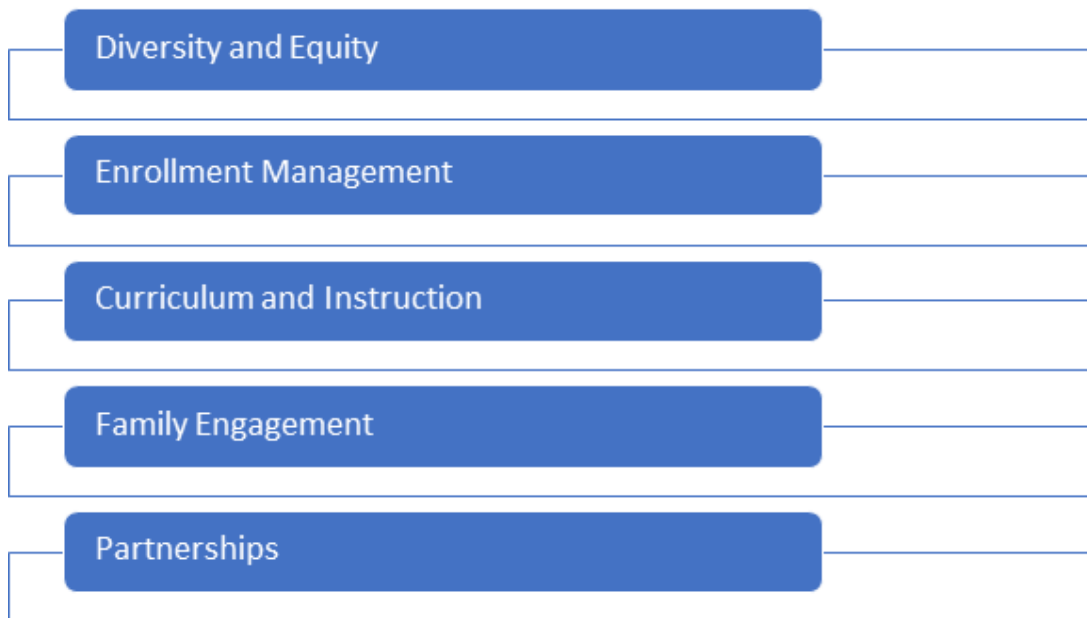 Diversity and Equity
Enrollment Management
Curriculum and Instruction
Family Engagement
Partnerships